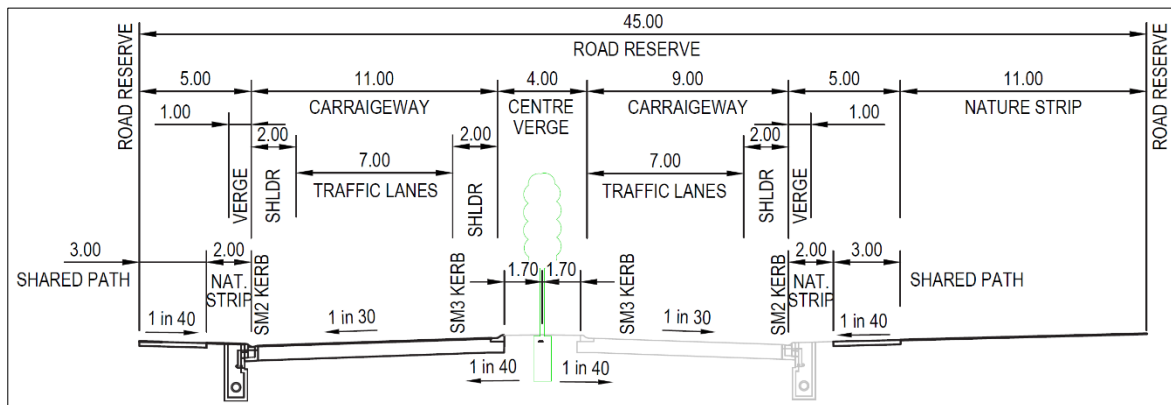 45.00
ROAD RESERVE
ROAD RESERVE
ROAD RESERVE
5.00
11.00
4.00
9.00
5.00
11.00
CARRAIGEWAY
CENTRE
VERGE
CARRAIGEWAY
NATURE STRIP
1.00
1.00
2.00
2.00
2.00
7.00
7.00
TRAFFIC LANES
TRAFFIC LANES
VERGE
SHLDR
SHLDR
SHLDR
VERGE
3.00
2.00
2.00
3.00
SHARED PATH
NAT.
STRIP
SM2 KERB
SM3 KERB
1.70
1.70
SM3 KERB
SM2 KERB
NAT.
STRIP
SHARED PATH
1 in 40
1 in 30
1 in 30
1 in 40
1 in 40
1 in 40